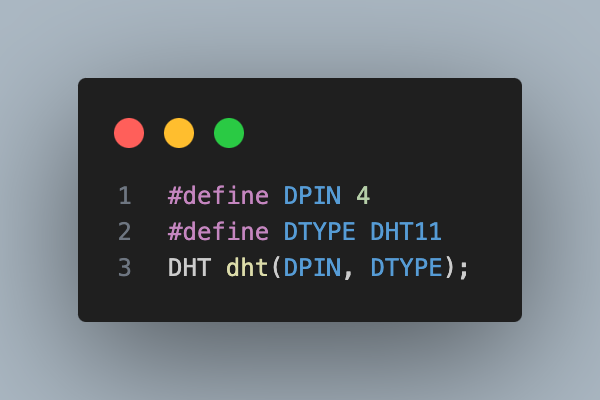 1 #define DPIN 4
2 #define DTYPE DHT11
3 DHT dht(DPIN, DTYPE);